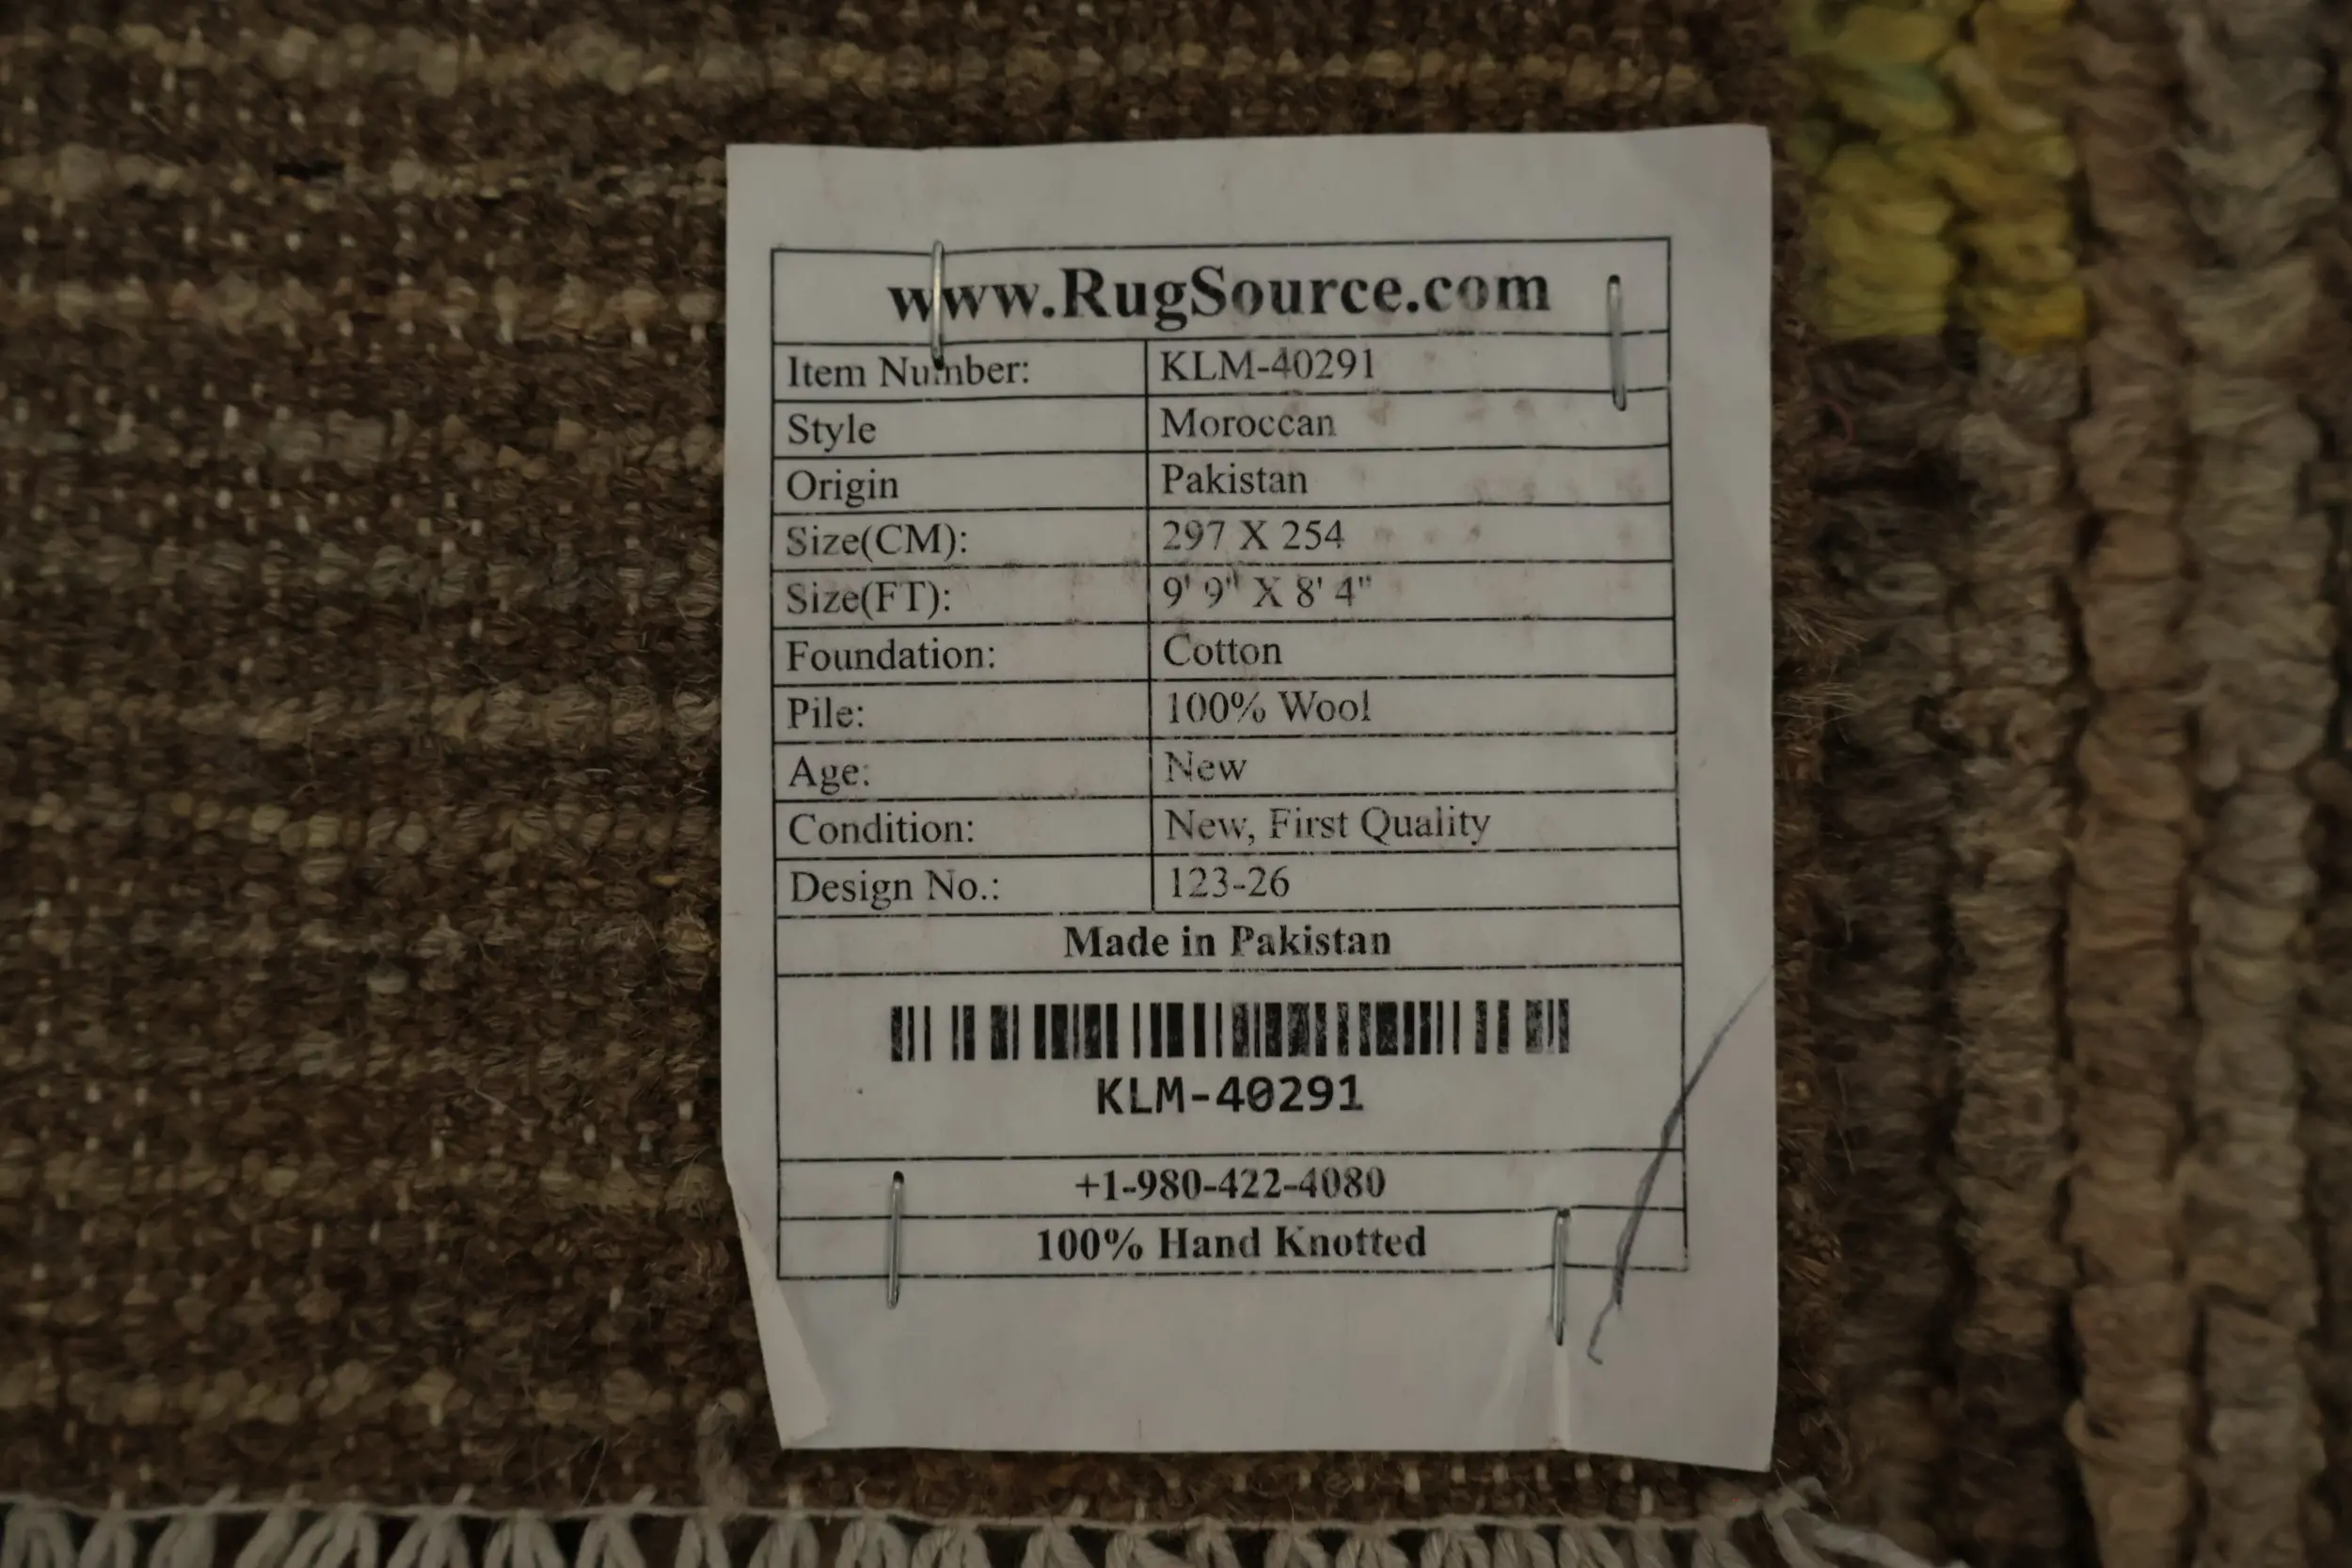 www.RugSource.com
Item Number: KLM-40291
Style Moroccan
Origin Pakistan
Size(CM): 297 X 254
Size(FT): 9' 9" X 8' 4"
Foundation: Cotton
Pile: 100% Wool
Age: New
Condition: New, First Quality
Design No.: 123-26
Made in Pakistan
KLM-40291
+1-980-422-4080
100% Hand Knotted